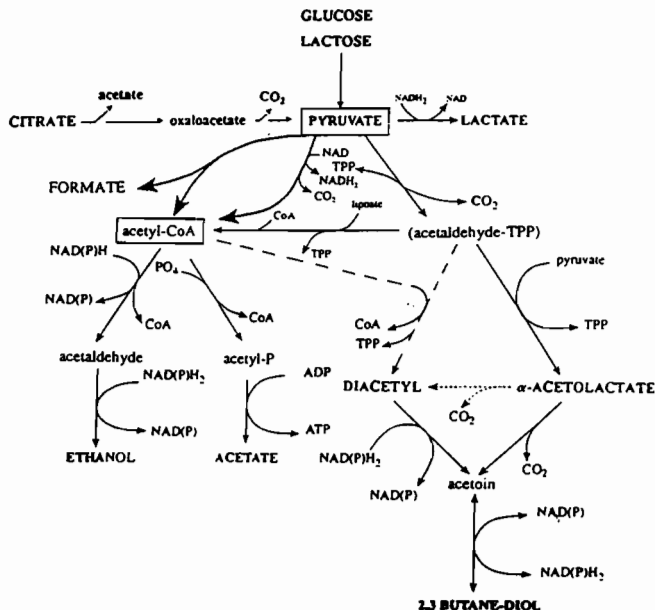 GLUCOSE
LACTOSE
acetate
CO₂
NADH₂ NAD
CITRATE oxaloacetate PYRUVATE LACTATE
NAD
TPP
NADH₂
FORMATE
CO₂ CO₂
CoA lipoate
acetyl-CoA (acetaldehyde-TPP)
TPP
NAD(P)H
PO₄ pyruvate
NAD(P)
CoA CoA CoA TPP
TPP
acetaldehyde acetyl-P ADP DIACETYL α-ACETOLACTATE
NAD(P)H₂
CO₂
NAD(P) ATP
ETHANOL ACETATE NAD(P)H₂ CO₂
acetoin
NAD(P)
NAD(P)
NAD(P)H₂
2,3 BUTANE-DIOL